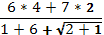 6 * 4 + 7 * 2
1 + 6 + √2 + 1